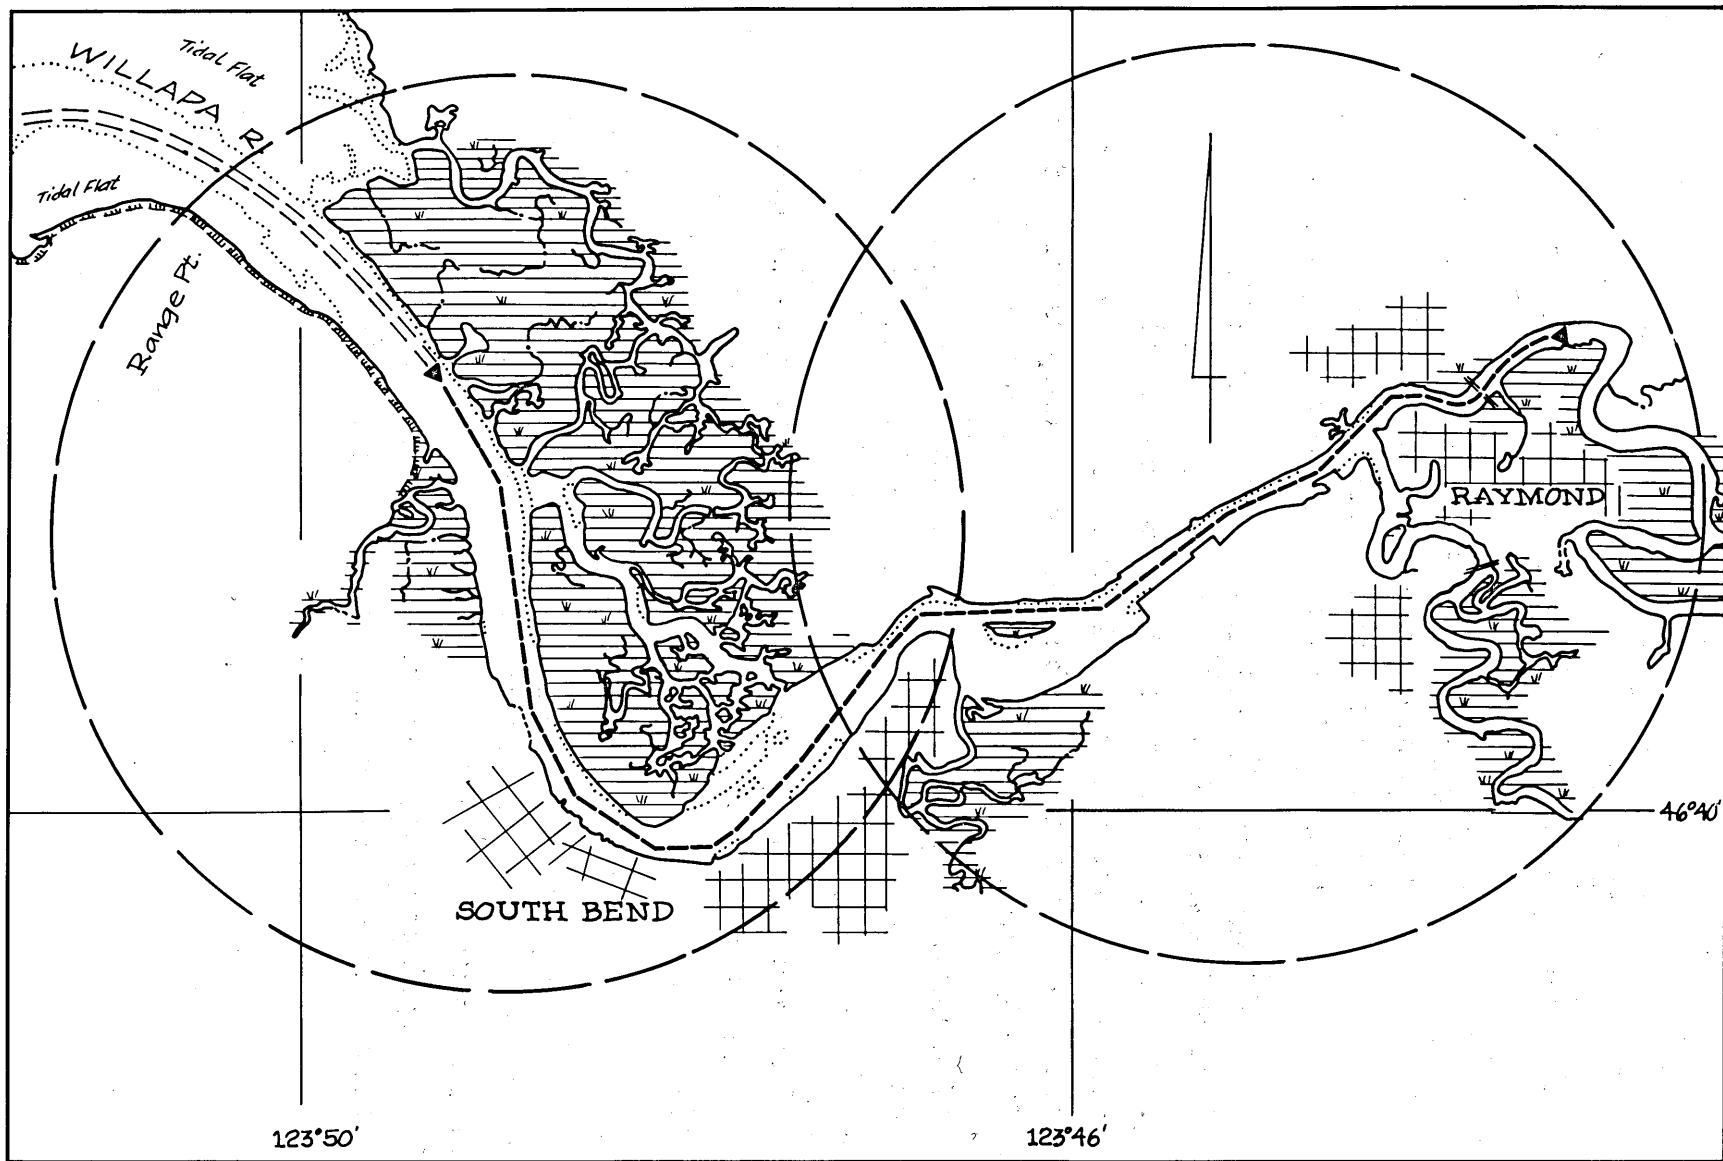 Tidal Flat
WILLAPA R.
Tidal Flat
Range Pt.
RAYMOND
46°40'
SOUTH BEND
123°50'
123°46'